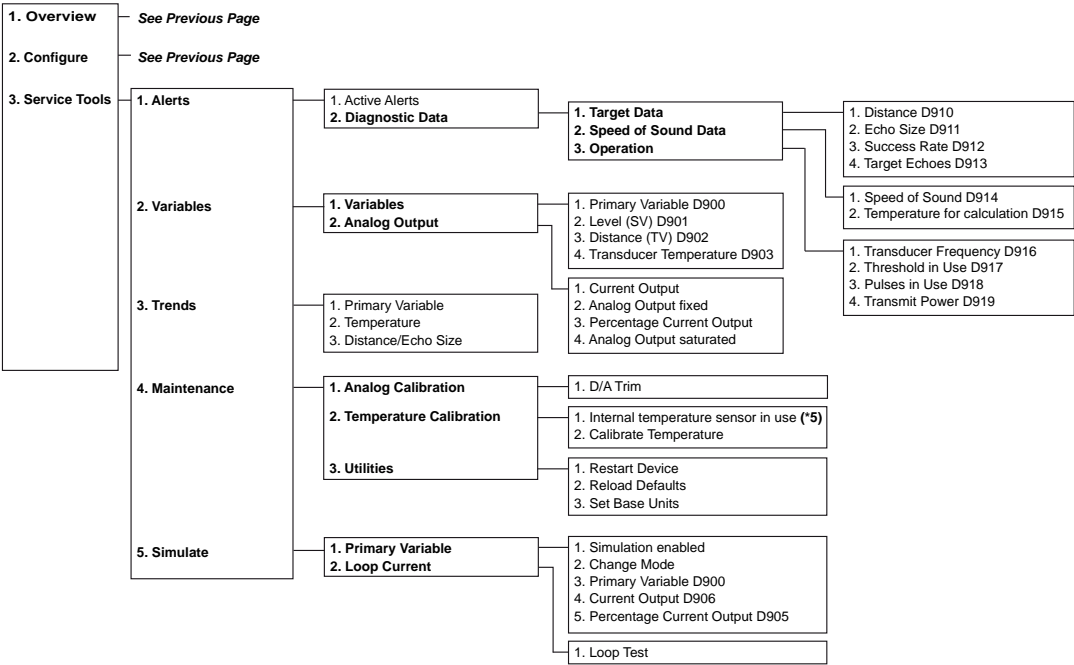 1. Overview
See Previous Page
2. Configure
See Previous Page
3. Service Tools
1. Alerts
1. Active Alerts
2. Diagnostic Data
1. Target Data
2. Speed of Sound Data
3. Operation
1. Distance D910
2. Echo Size D911
3. Success Rate D912
4. Target Echoes D913
1. Speed of Sound D914
2. Temperature for calculation D915
1. Transducer Frequency D916
2. Threshold in Use D917
3. Pulses in Use D918
4. Transmit Power D919
2. Variables
1. Variables
2. Analog Output
1. Primary Variable D900
2. Level (SV) D901
3. Distance (TV) D902
4. Transducer Temperature D903
1. Current Output
2. Analog Output fixed
3. Percentage Current Output
4. Analog Output saturated
3. Trends
1. Primary Variable
2. Temperature
3. Distance/Echo Size
4. Maintenance
1. Analog Calibration
1. D/A Trim
2. Temperature Calibration
1. Internal temperature sensor in use (*5)
2. Calibrate Temperature
3. Utilities
1. Restart Device
2. Reload Defaults
3. Set Base Units
5. Simulate
1. Primary Variable
2. Loop Current
1. Simulation enabled
2. Change Mode
3. Primary Variable D900
4. Current Output D906
5. Percentage Current Output D905
1. Loop Test